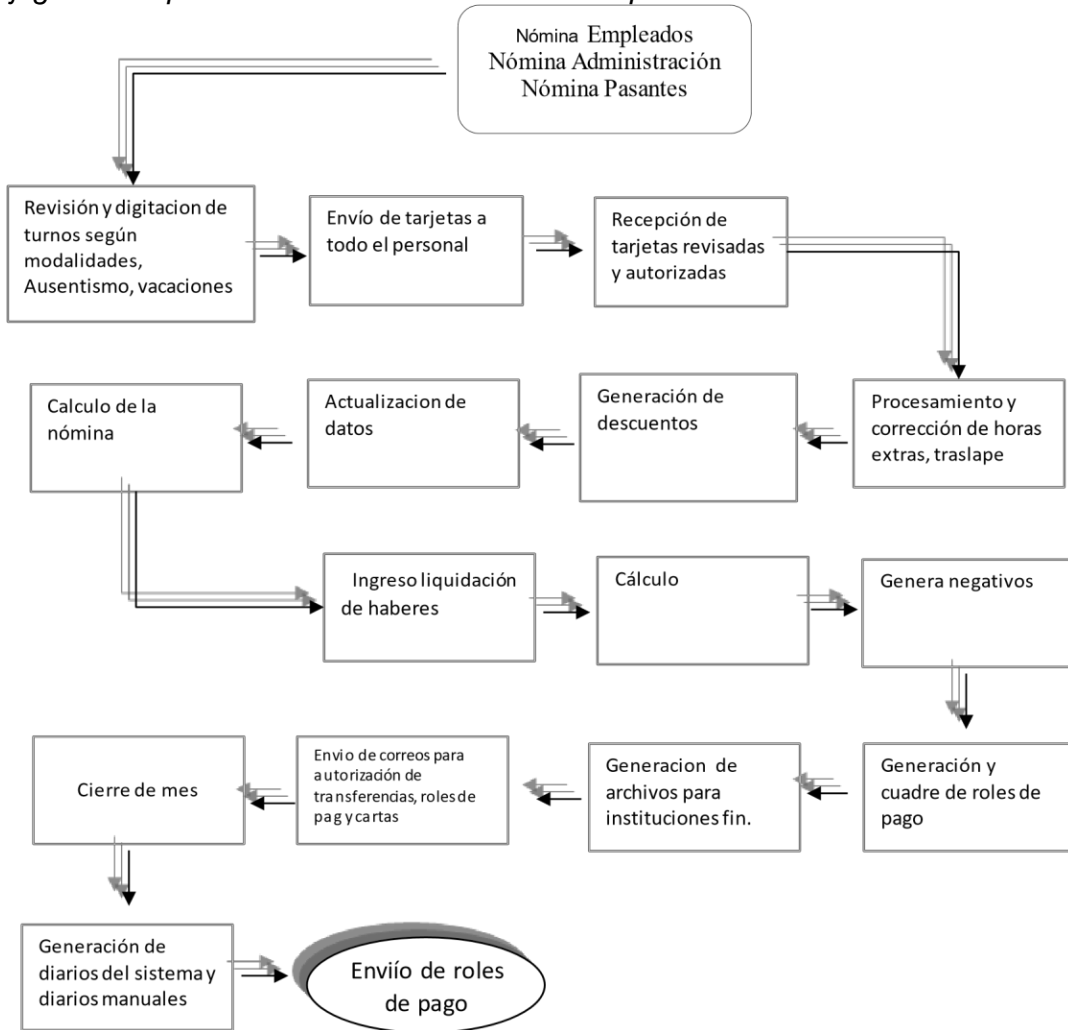 Nómina Empleados
Nómina Administración
Nómina Pasantes
Revisión y digitacion de
turnos según
modalidades,
Ausentismo, vacaciones
Envío de tarjetas a
todo el personal
Recepción de
tarjetas revisadas
y autorizadas
Procesamiento y
corrección de horas
extras, traslape
Generación de
descuentos
Actualizacion de
datos
Calculo de la
nómina
Ingreso liquidación
de haberes
Cálculo
Genera negativos
Generación y
cuadre de roles de
pago
Generacion de
archivos para
instituciones fin.
Envio de correos para
autorización de
transferencias, roles de
pag y cartas
Cierre de mes
Generación de
diarios del sistema y
diarios manuales
Enviío de roles
de pago